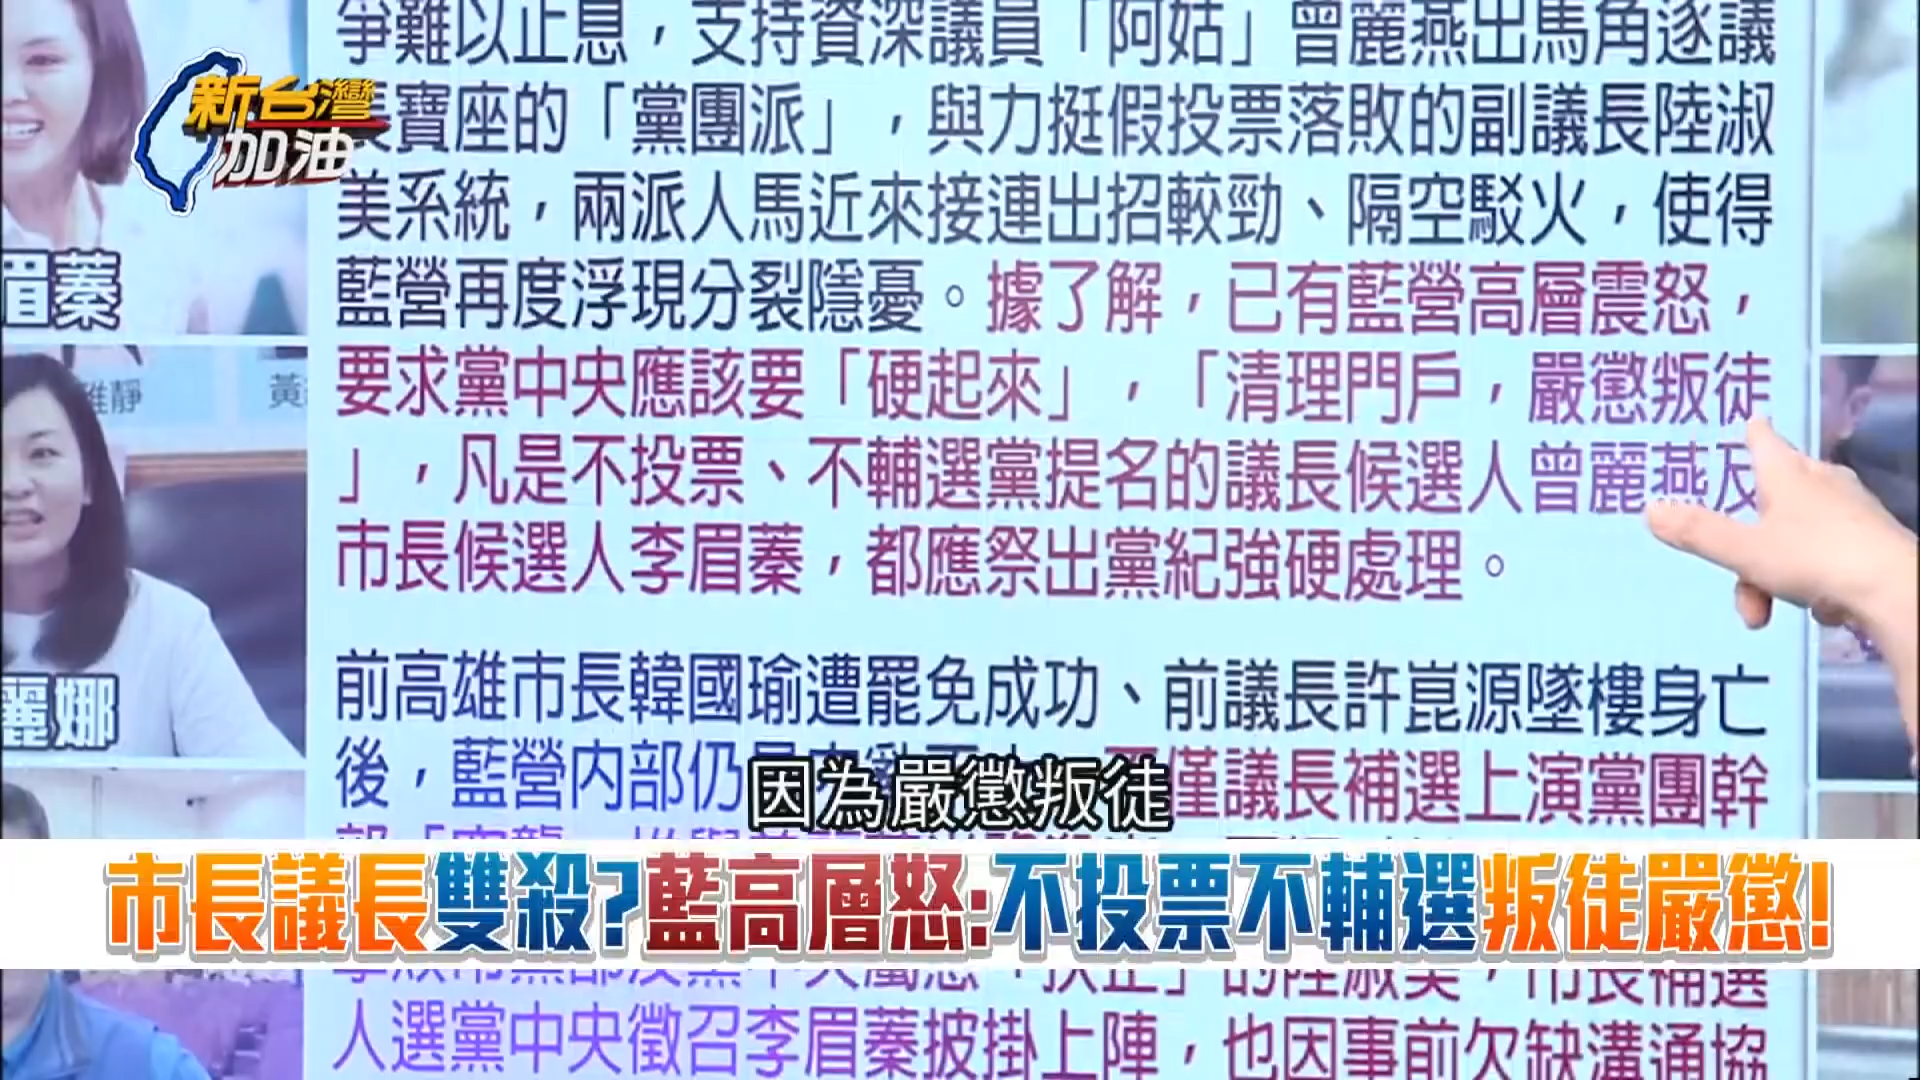 爭難以止息，支持資深議員「阿姑」曾麗燕出馬角逐議
新台灣
加油
長寶座的「黨團派」，與力挺假投票落敗的副議長陸淑
美系統，兩派人馬近來接連出招較勁、隔空駁火，使得
藍營再度浮現分裂隱憂。據了解，已有藍營高層震怒，
要求黨中央應該要「硬起來」，「清理門戶，嚴懲叛徒
」，凡是不投票、不輔選黨提名的議長候選人曾麗燕及
市長候選人李眉蓁，都應祭出黨紀強硬處理。
眉蓁
雅靜
黃
麗娜
前高雄市長韓國瑜遭罷免成功、前議長許崑源墜樓身亡
後，藍營內部仍
僅議長補選上演黨團幹
因為嚴懲叛徒
市長議長雙殺?藍高層怒:不投票不輔選叛徒嚴懲!
的陸淑美，市長補選
人選黨中央徵召李眉蓁披掛上陣，也因事前欠缺溝通協